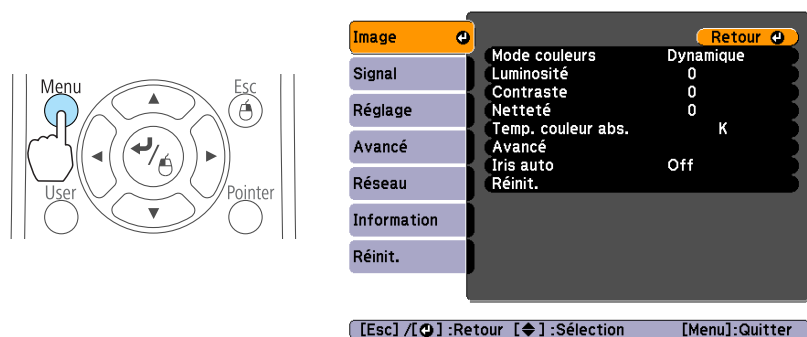 Menu
Esc
User
Pointer
Image
Signal
Réglage
Avancé
Réseau
Information
Réinit.
Retour
Mode couleurs Dynamique
Luminosité 0
Contraste 0
Netteté 0
Temp. couleur abs. K
Avancé
Iris auto Off
Réinit.
[Esc] /[ ] :Retour [ ] :Sélection [Menu]:Quitter